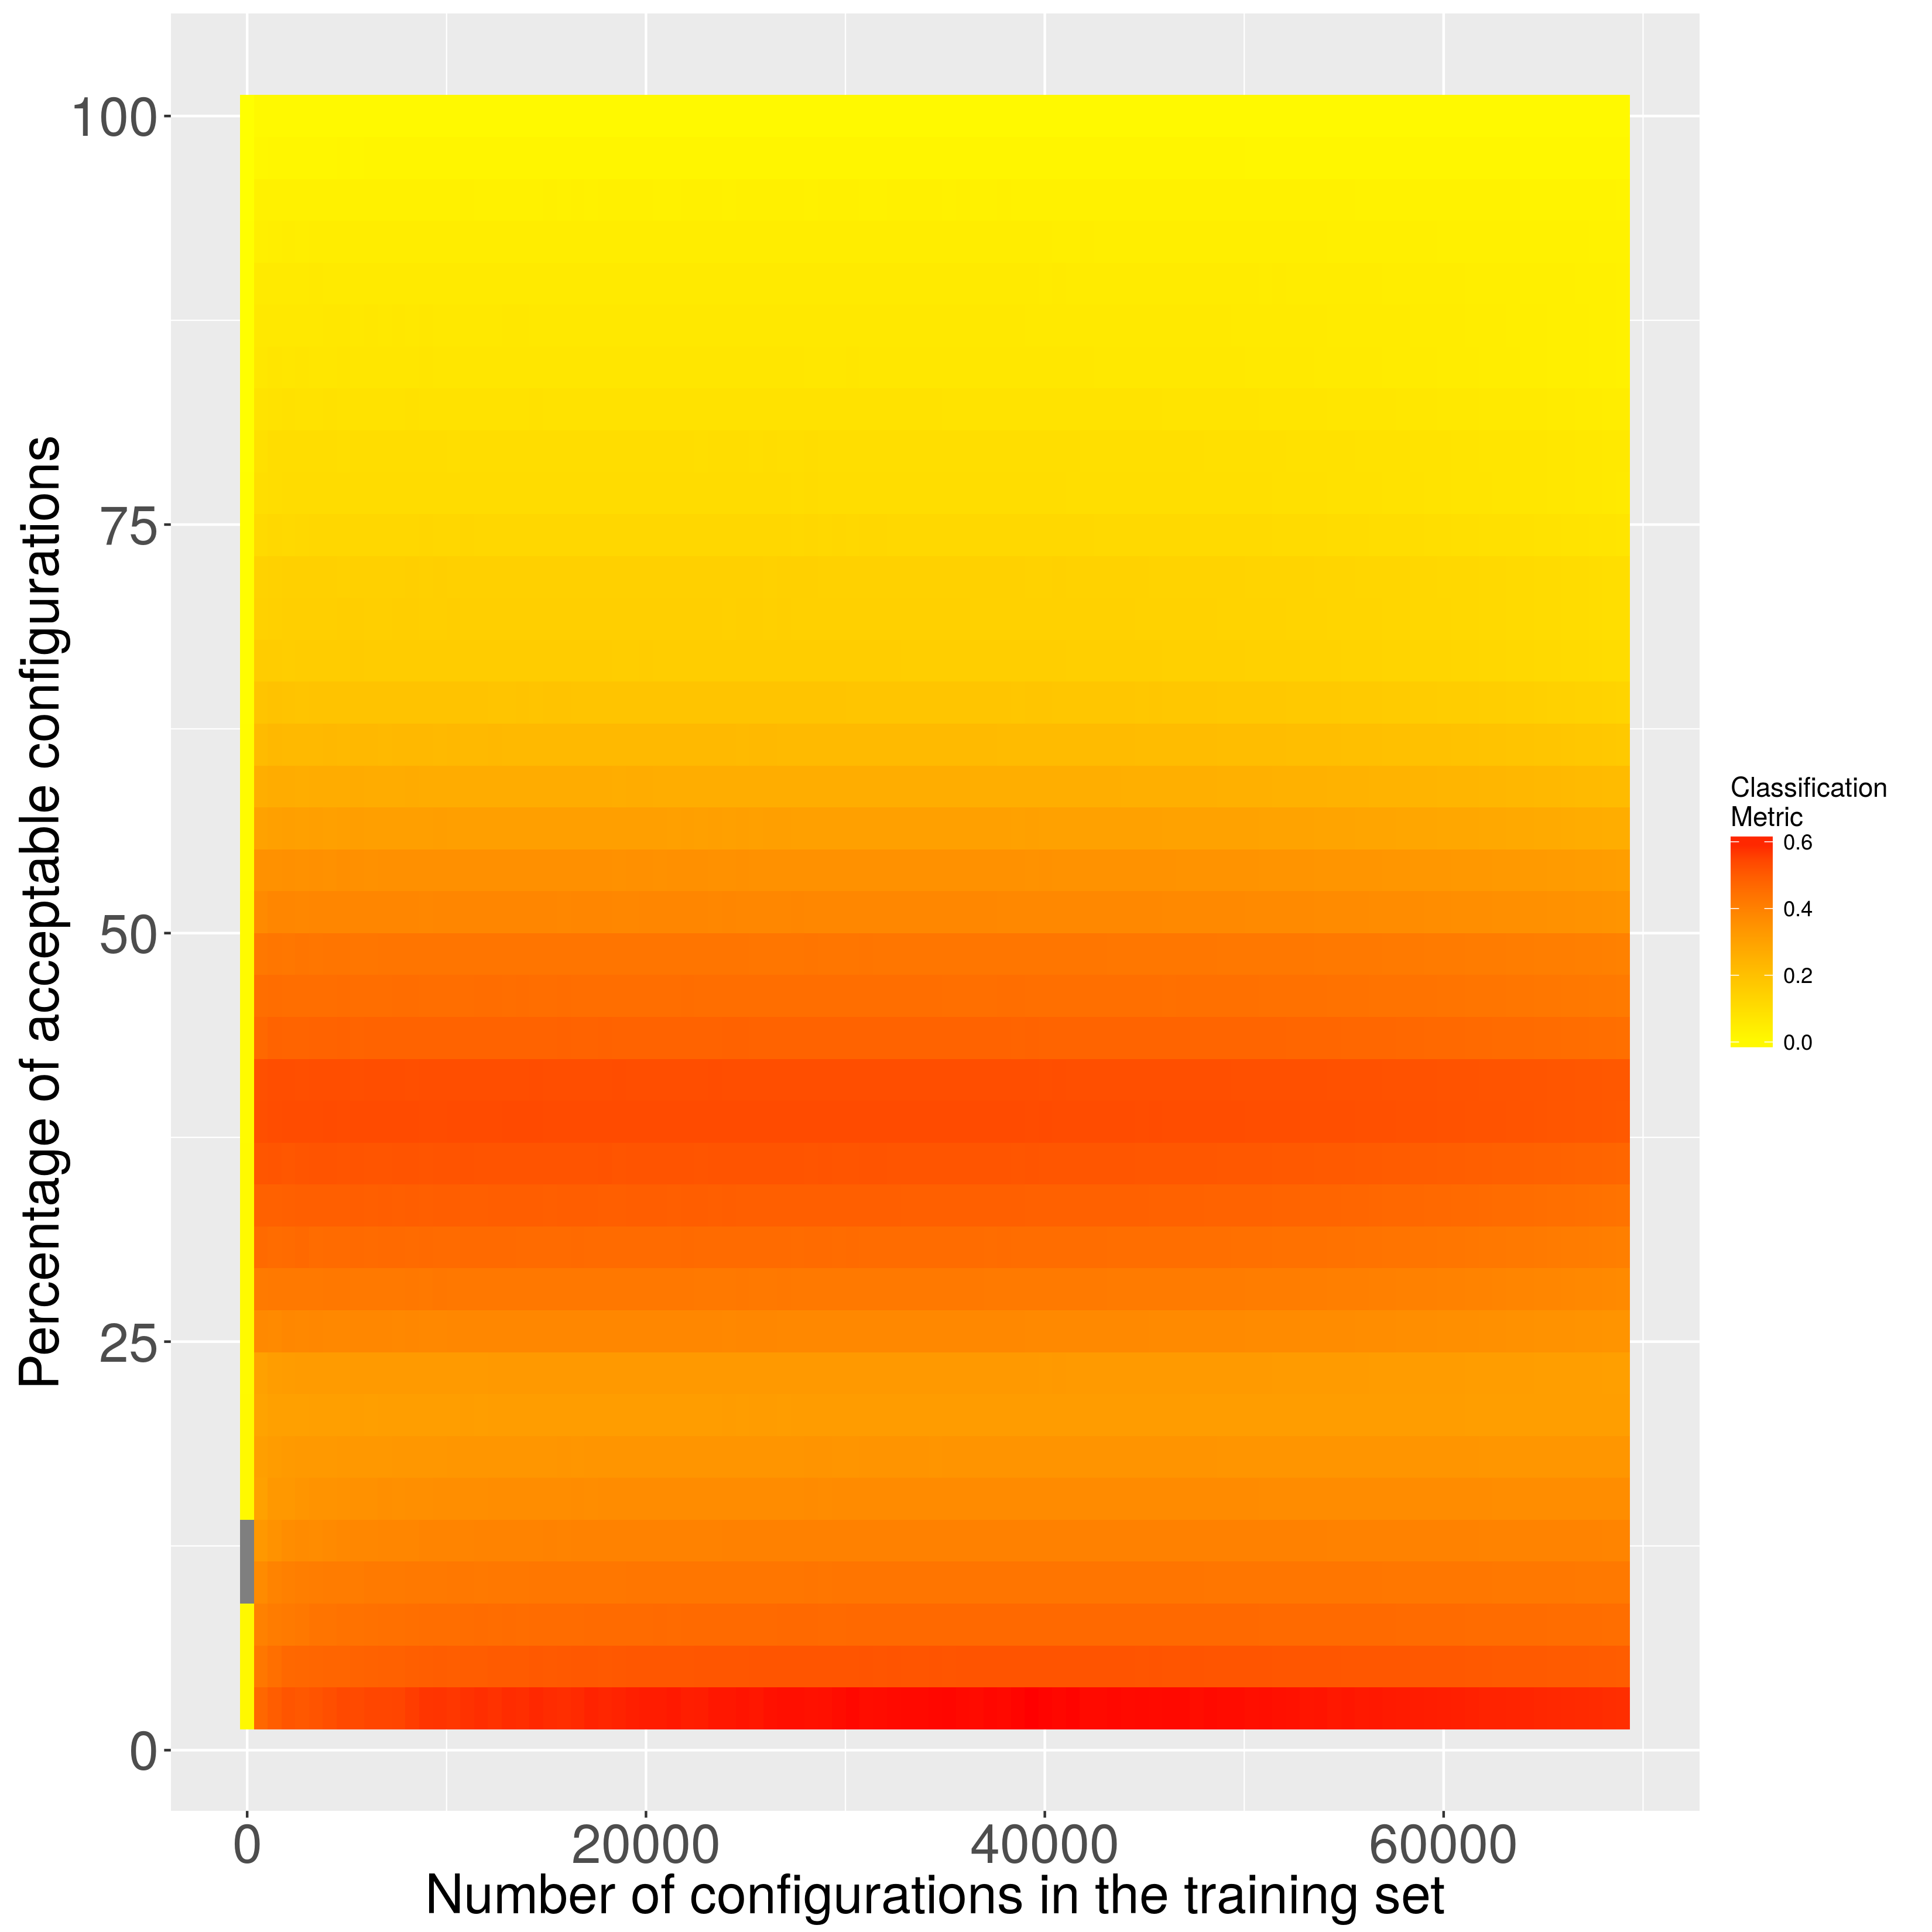 Percentage of acceptable configurations
100
75
50
25
0
0 20000 40000 60000
Number of configurations in the training set
Classification
Metric
0.6
0.4
0.2
0.0